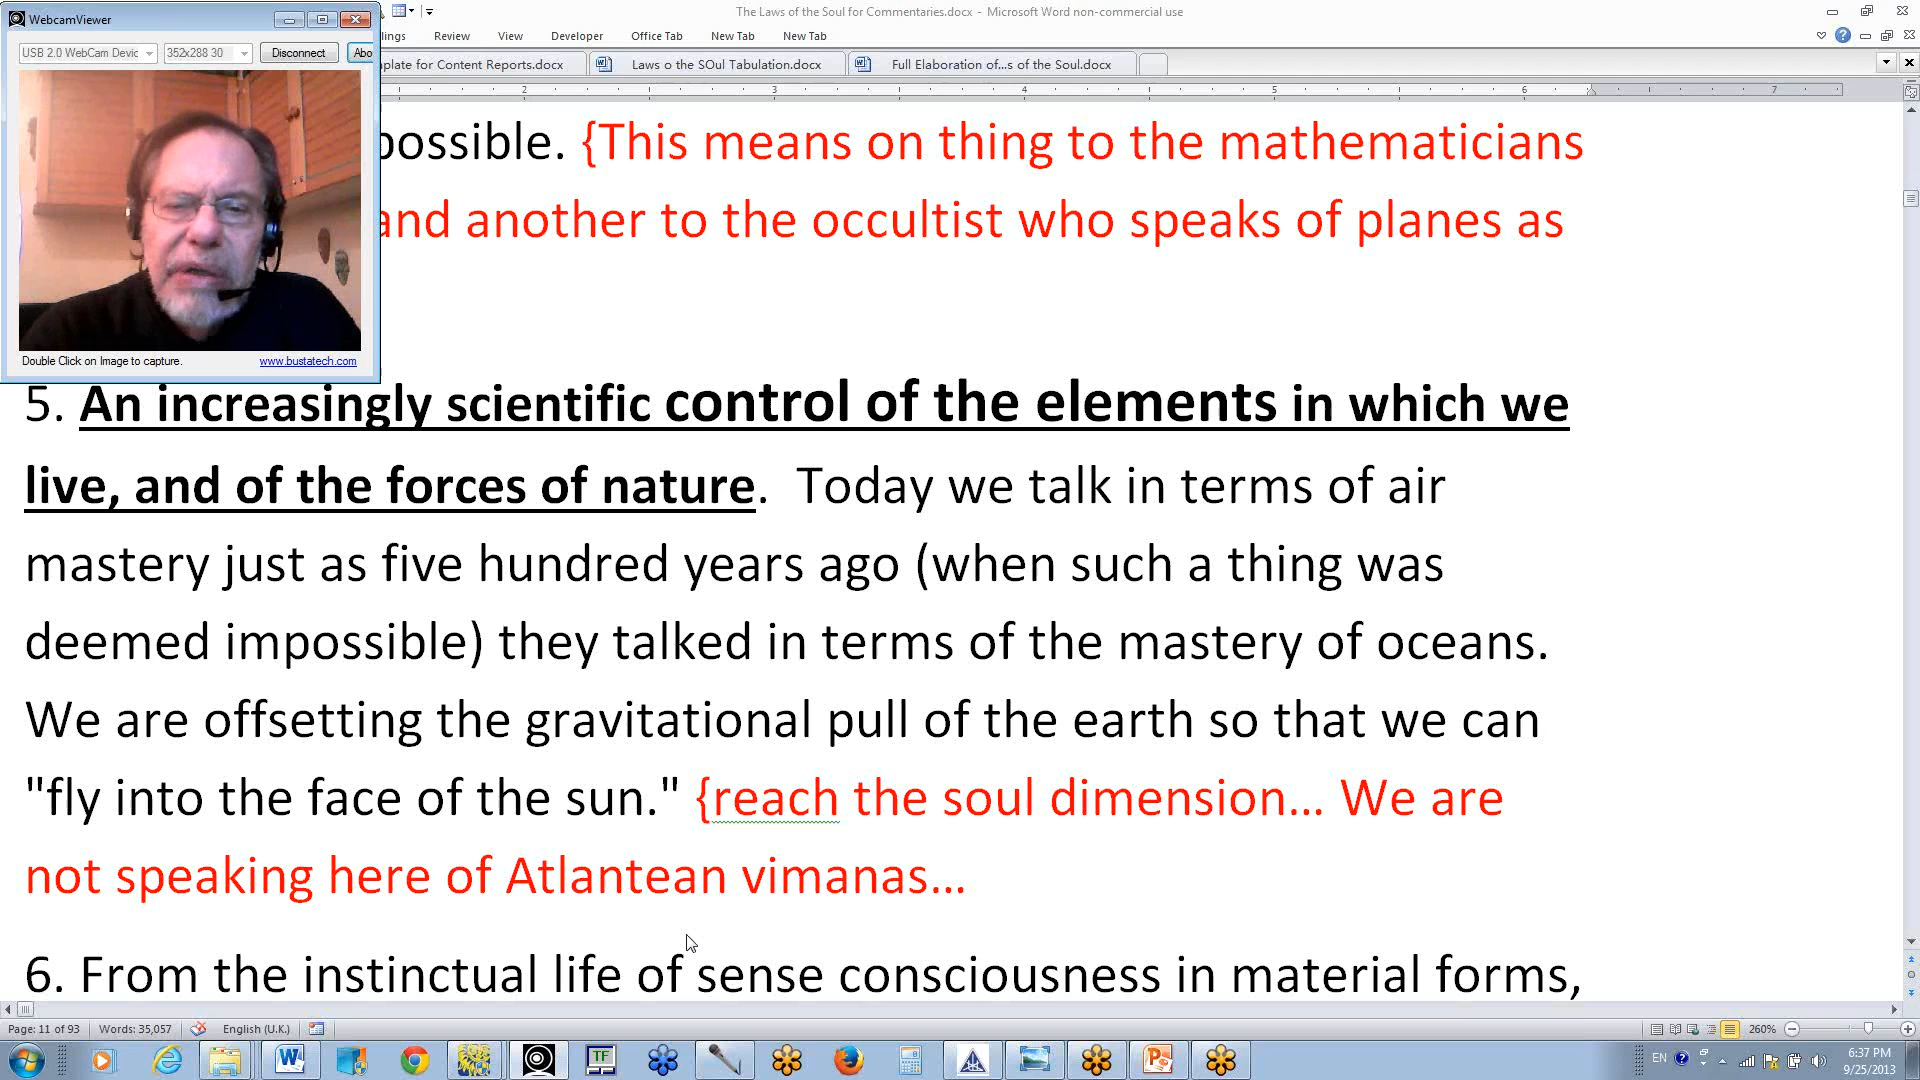 WebcamViewer
The Laws of the Soul for Commentaries.docx - Microsoft Word non-commercial use
USB 2.0 WebCam Devic
352x288 30
Disconnect
Abo
lings
Review
View
Developer
Office Tab
New Tab
New Tab
plate for Content Reports.docx
Laws o the SOul Tabulation.docx
Full Elaboration of...s of the Soul.docx
2 3 4 5 6 7
possible. {This means on thing to the mathematicians
and another to the occultist who speaks of planes as
Double Click on Image to capture.
www.bustatech.com
5. An increasingly scientific control of the elements in which we
live, and of the forces of nature.  Today we talk in terms of air
mastery just as five hundred years ago (when such a thing was
deemed impossible) they talked in terms of the mastery of oceans.
We are offsetting the gravitational pull of the earth so that we can
"fly into the face of the sun." {reach the soul dimension... We are
not speaking here of Atlantean vimanas...
6. From the instinctual life of sense consciousness in material forms,
Page: 11 of 93
Words: 35,057
English (U.K.)
260%
TF
EN
6:37 PM
9/25/2013